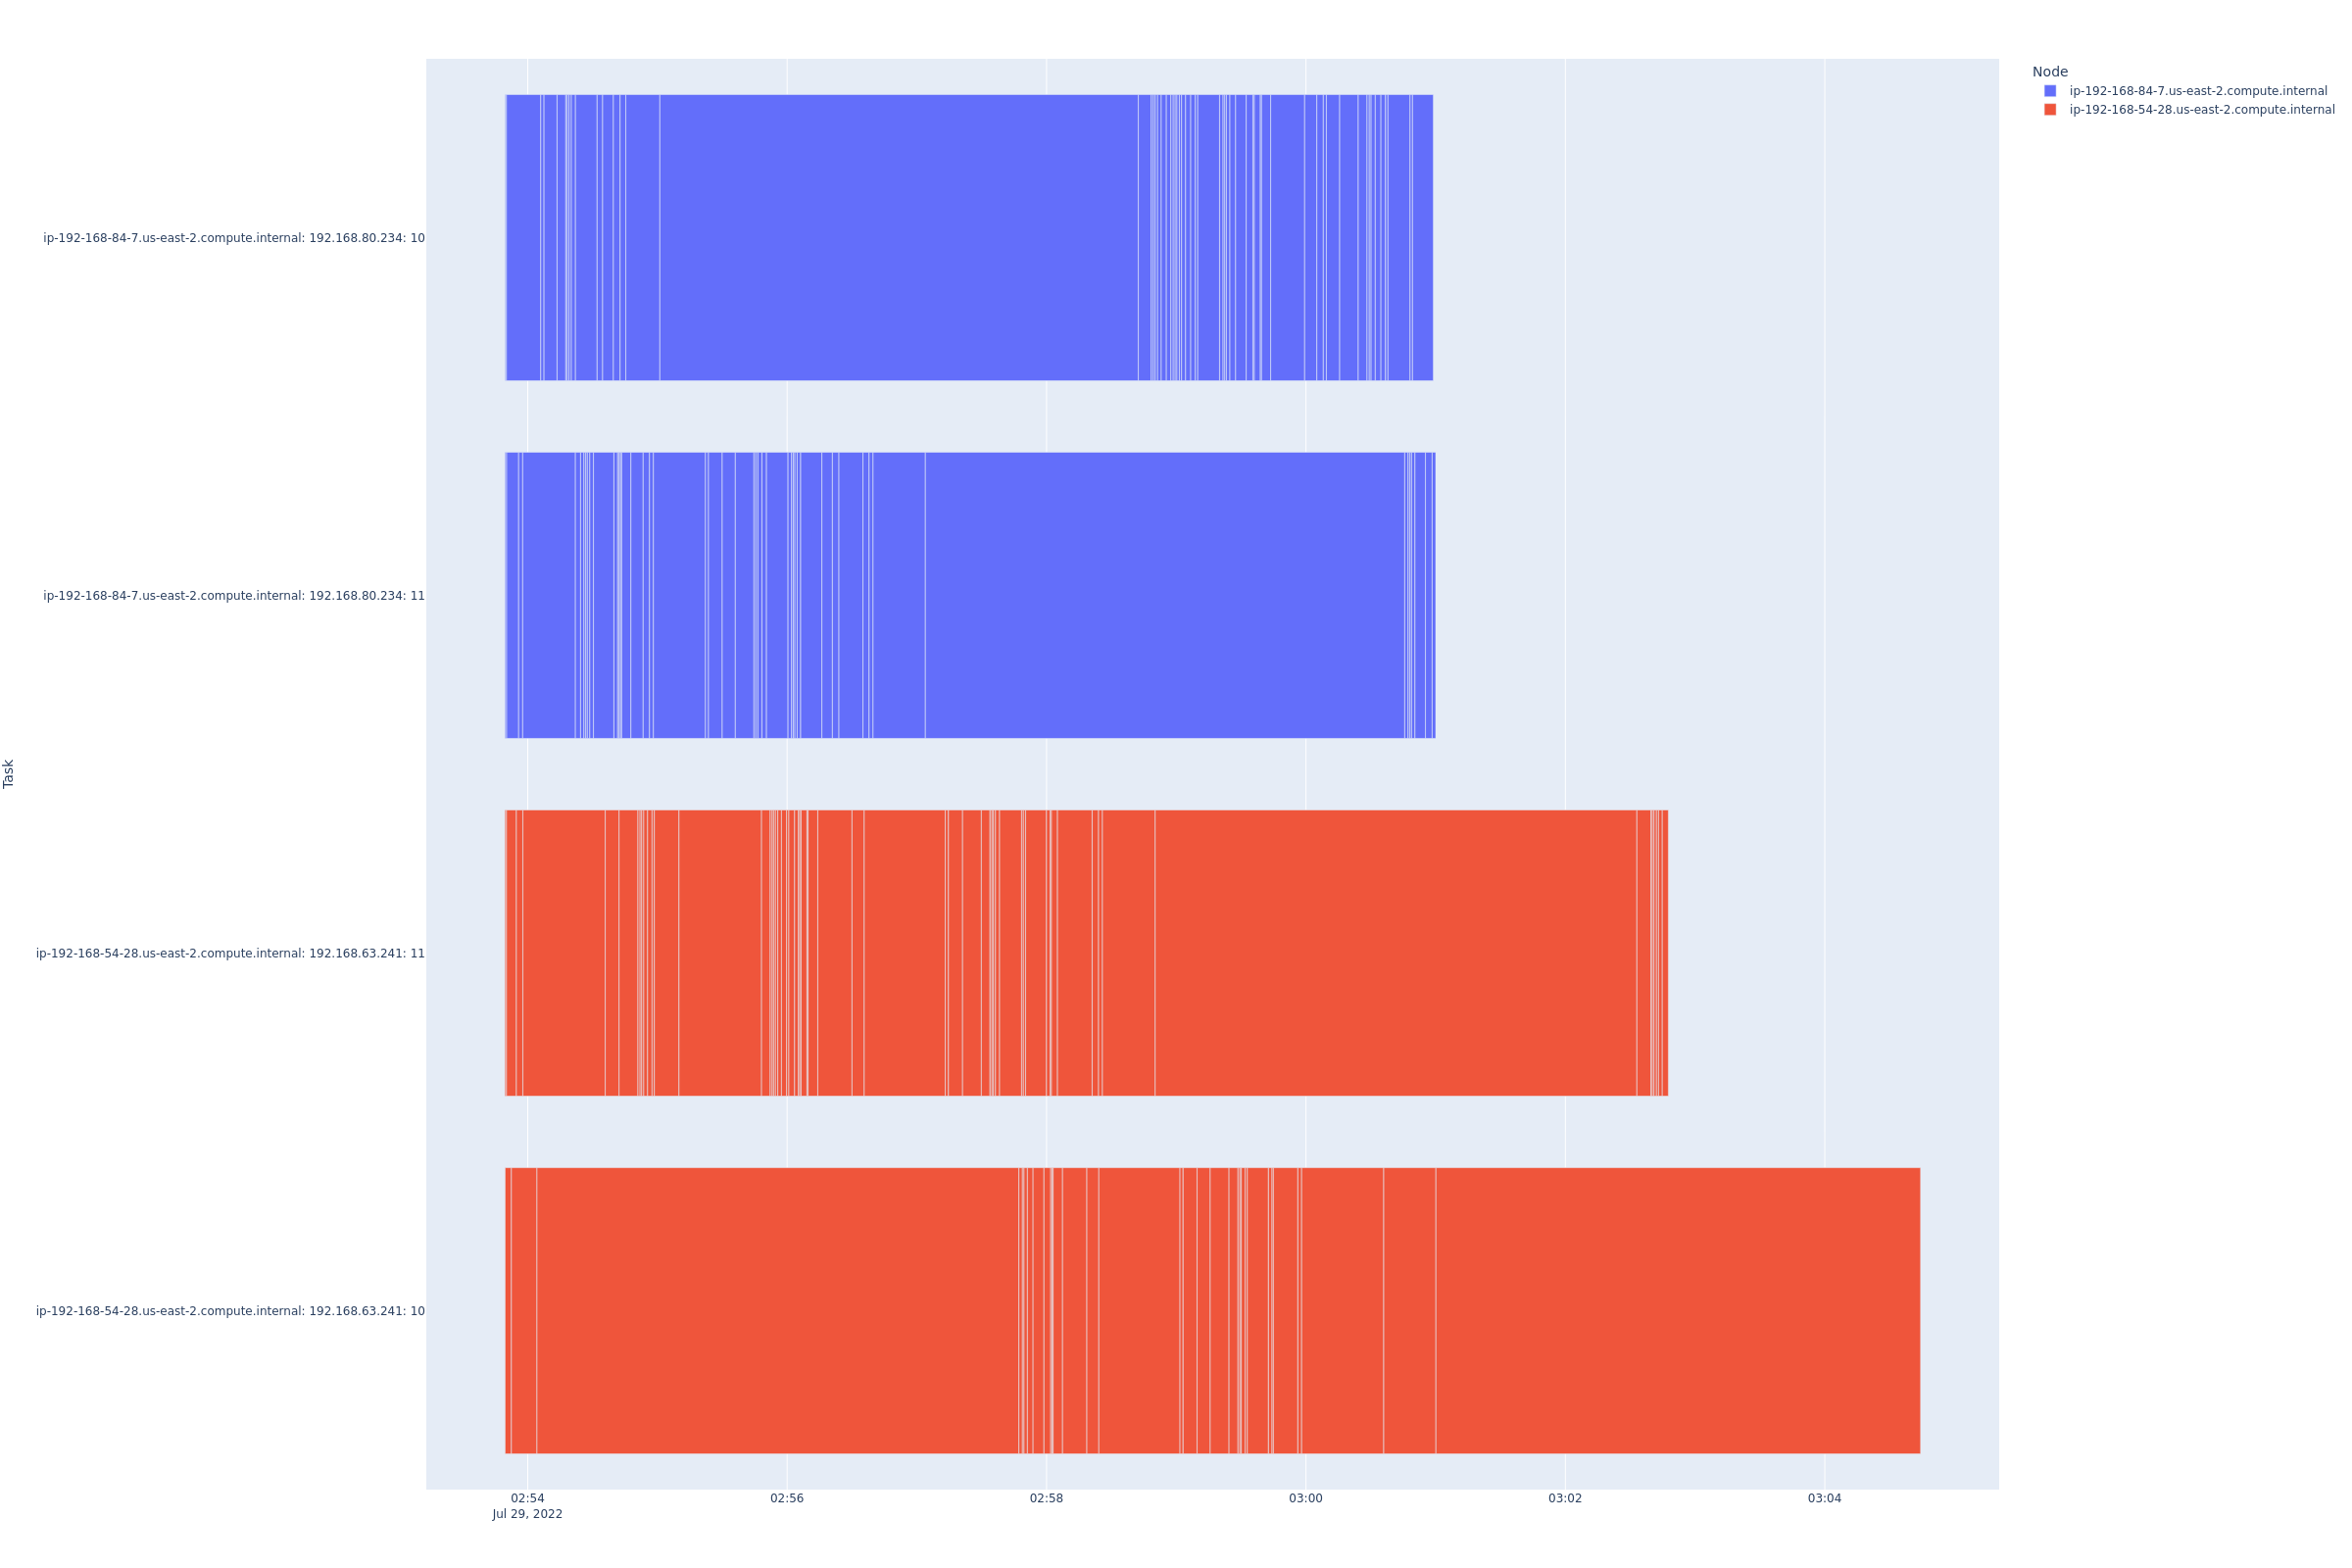 Node
ip-192-168-84-7.us-east-2.compute.internal
ip-192-168-54-28.us-east-2.compute.internal
ip-192-168-84-7.us-east-2.compute.internal: 192.168.80.234: 10
ip-192-168-84-7.us-east-2.compute.internal: 192.168.80.234: 11
Task
ip-192-168-54-28.us-east-2.compute.internal: 192.168.63.241: 11
ip-192-168-54-28.us-east-2.compute.internal: 192.168.63.241: 10
02:54 02:56 02:58 03:00 03:02 03:04
Jul 29, 2022